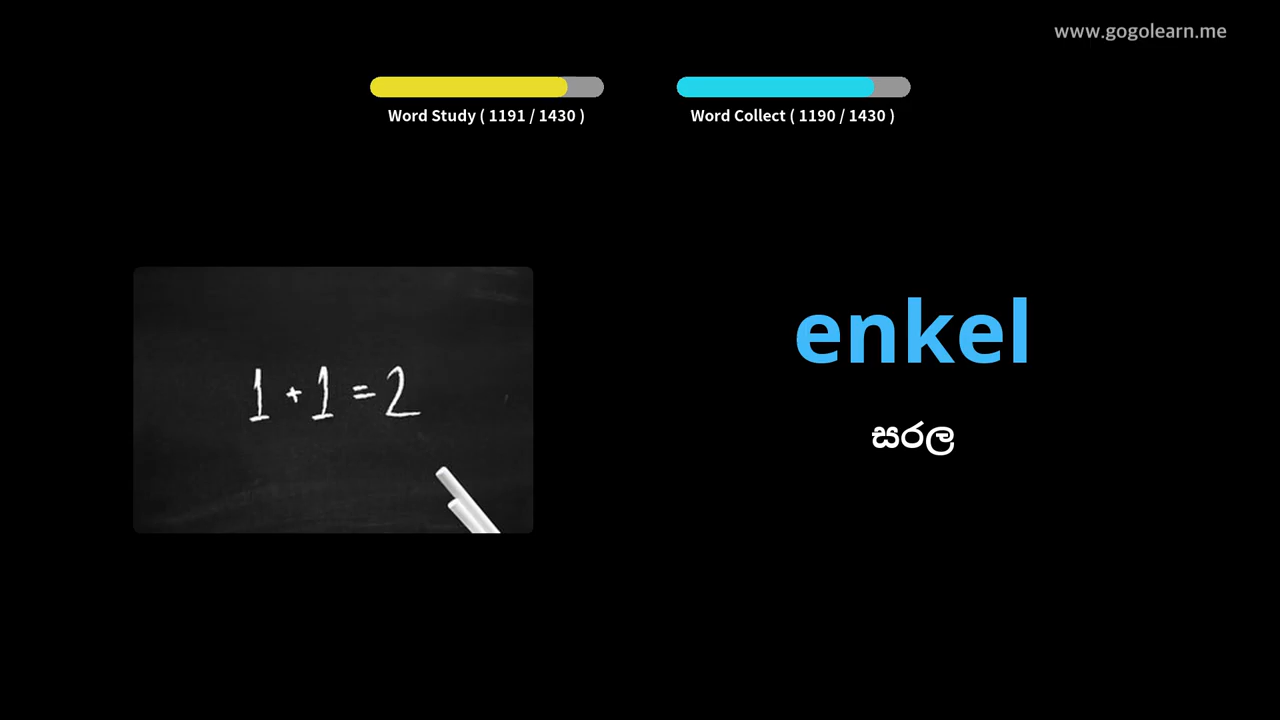 www.gogolearn.me
Word Study ( 1191 / 1430 )
Word Collect ( 1190 / 1430 )
1 + 1 = 2
enkel
සරල